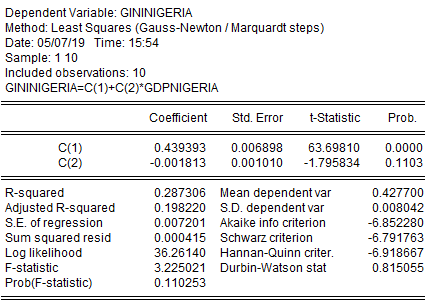 Dependent Variable: GININIGERIA
Method: Least Squares (Gauss-Newton / Marquardt steps)
Date: 05/07/19 Time: 15:54
Sample: 1 10
Included observations: 10
GININIGERIA=C(1)+C(2)*GDPNIGERIA
Coefficient Std. Error t-Statistic Prob.
C(1) 0.439393 0.006898 63.69810 0.0000
C(2) -0.001813 0.001010 -1.795834 0.1103
R-squared 0.287306 Mean dependent var 0.427700
Adjusted R-squared 0.198220 S.D. dependent var 0.008042
S.E. of regression 0.007201 Akaike info criterion -6.852280
Sum squared resid 0.000415 Schwarz criterion -6.791763
Log likelihood 36.26140 Hannan-Quinn criter. -6.918667
F-statistic 3.225021 Durbin-Watson stat 0.815055
Prob(F-statistic) 0.110253